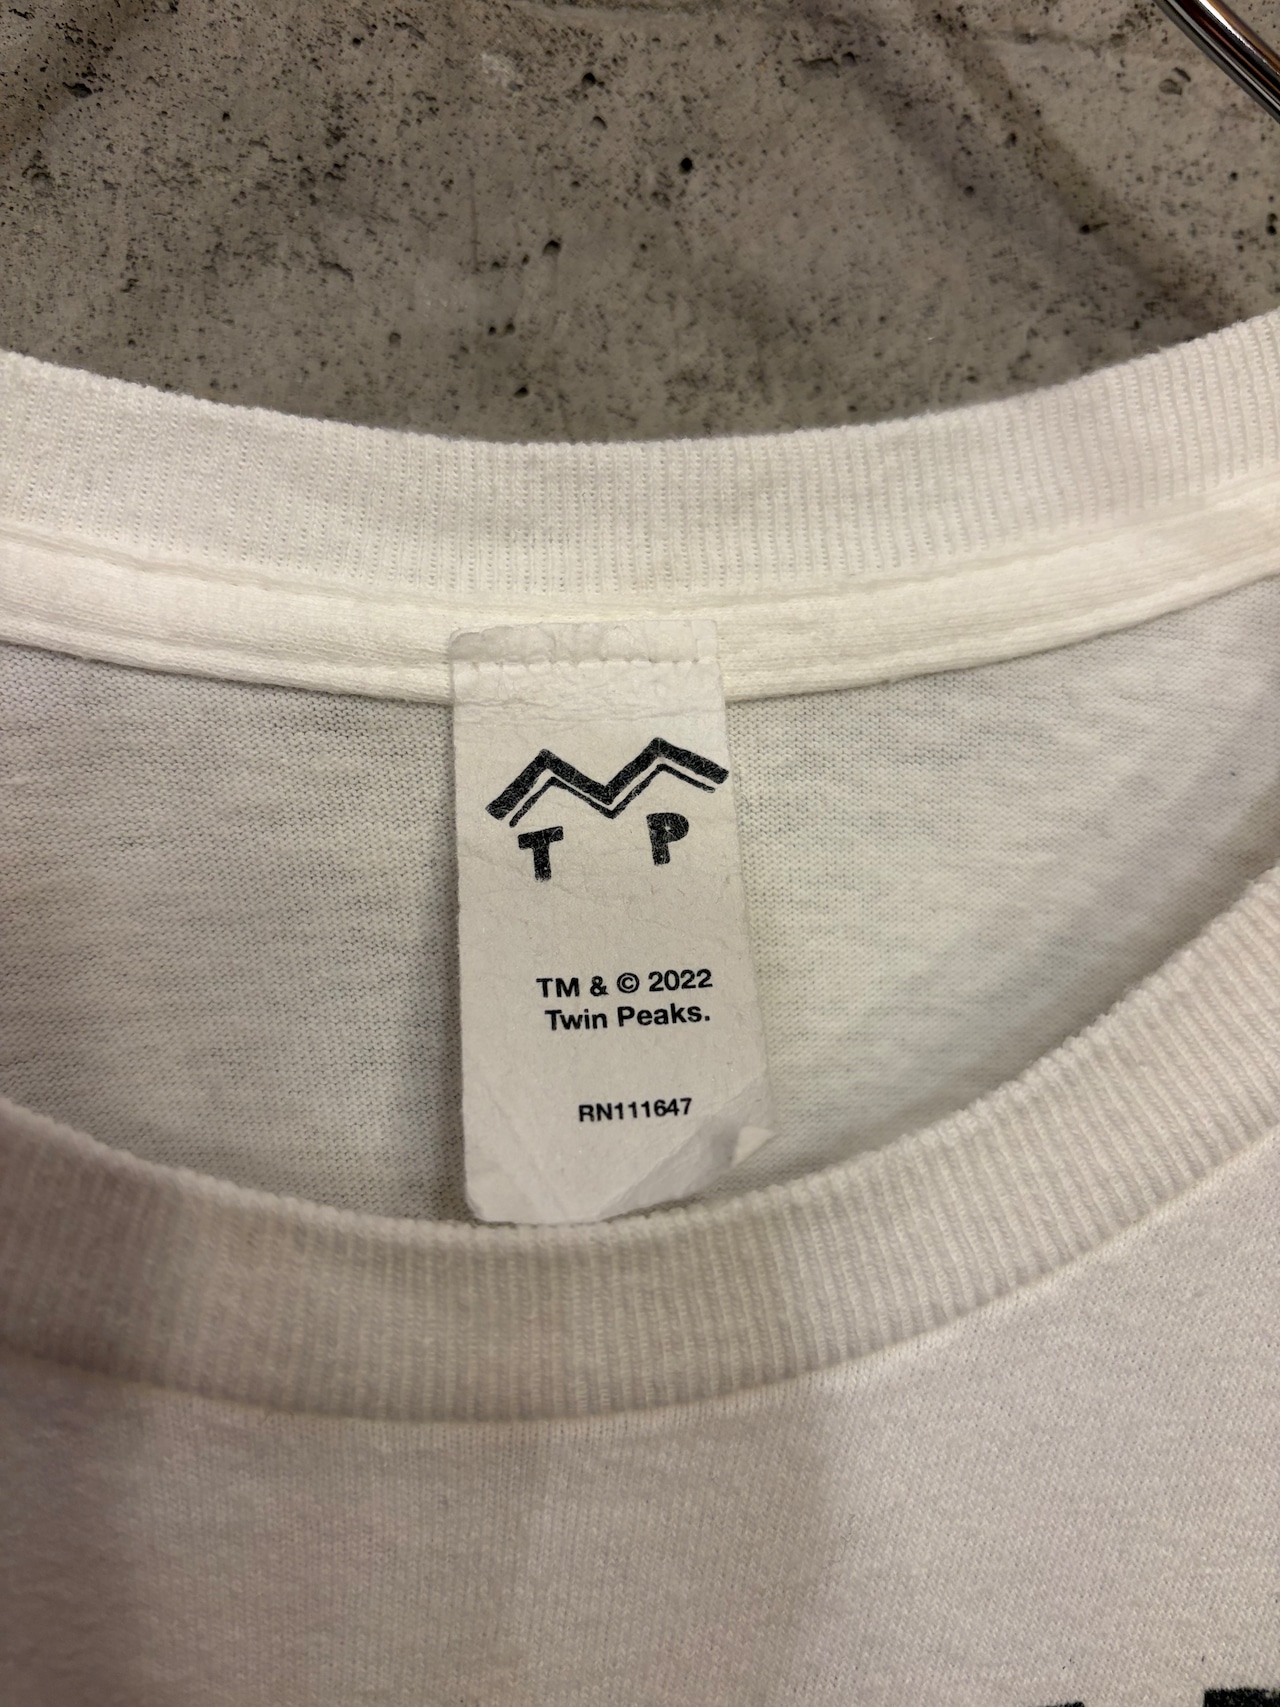 T P
TM & © 2022
Twin Peaks.
RN111647